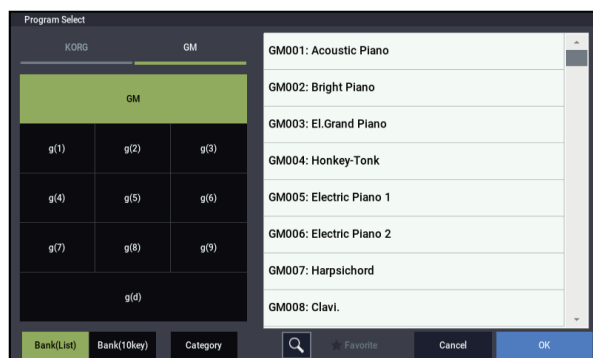 Program Select
KORG GM
GM
g(1) g(2) g(3)
g(4) g(5) g(6)
g(7) g(8) g(9)
g(d)
GM001: Acoustic Piano
GM002: Bright Piano
GM003: El.Grand Piano
GM004: Honkey-Tonk
GM005: Electric Piano 1
GM006: Electric Piano 2
GM007: Harpsichord
GM008: Clavi.
Bank(List) Bank(10key) Category Favorite Cancel OK